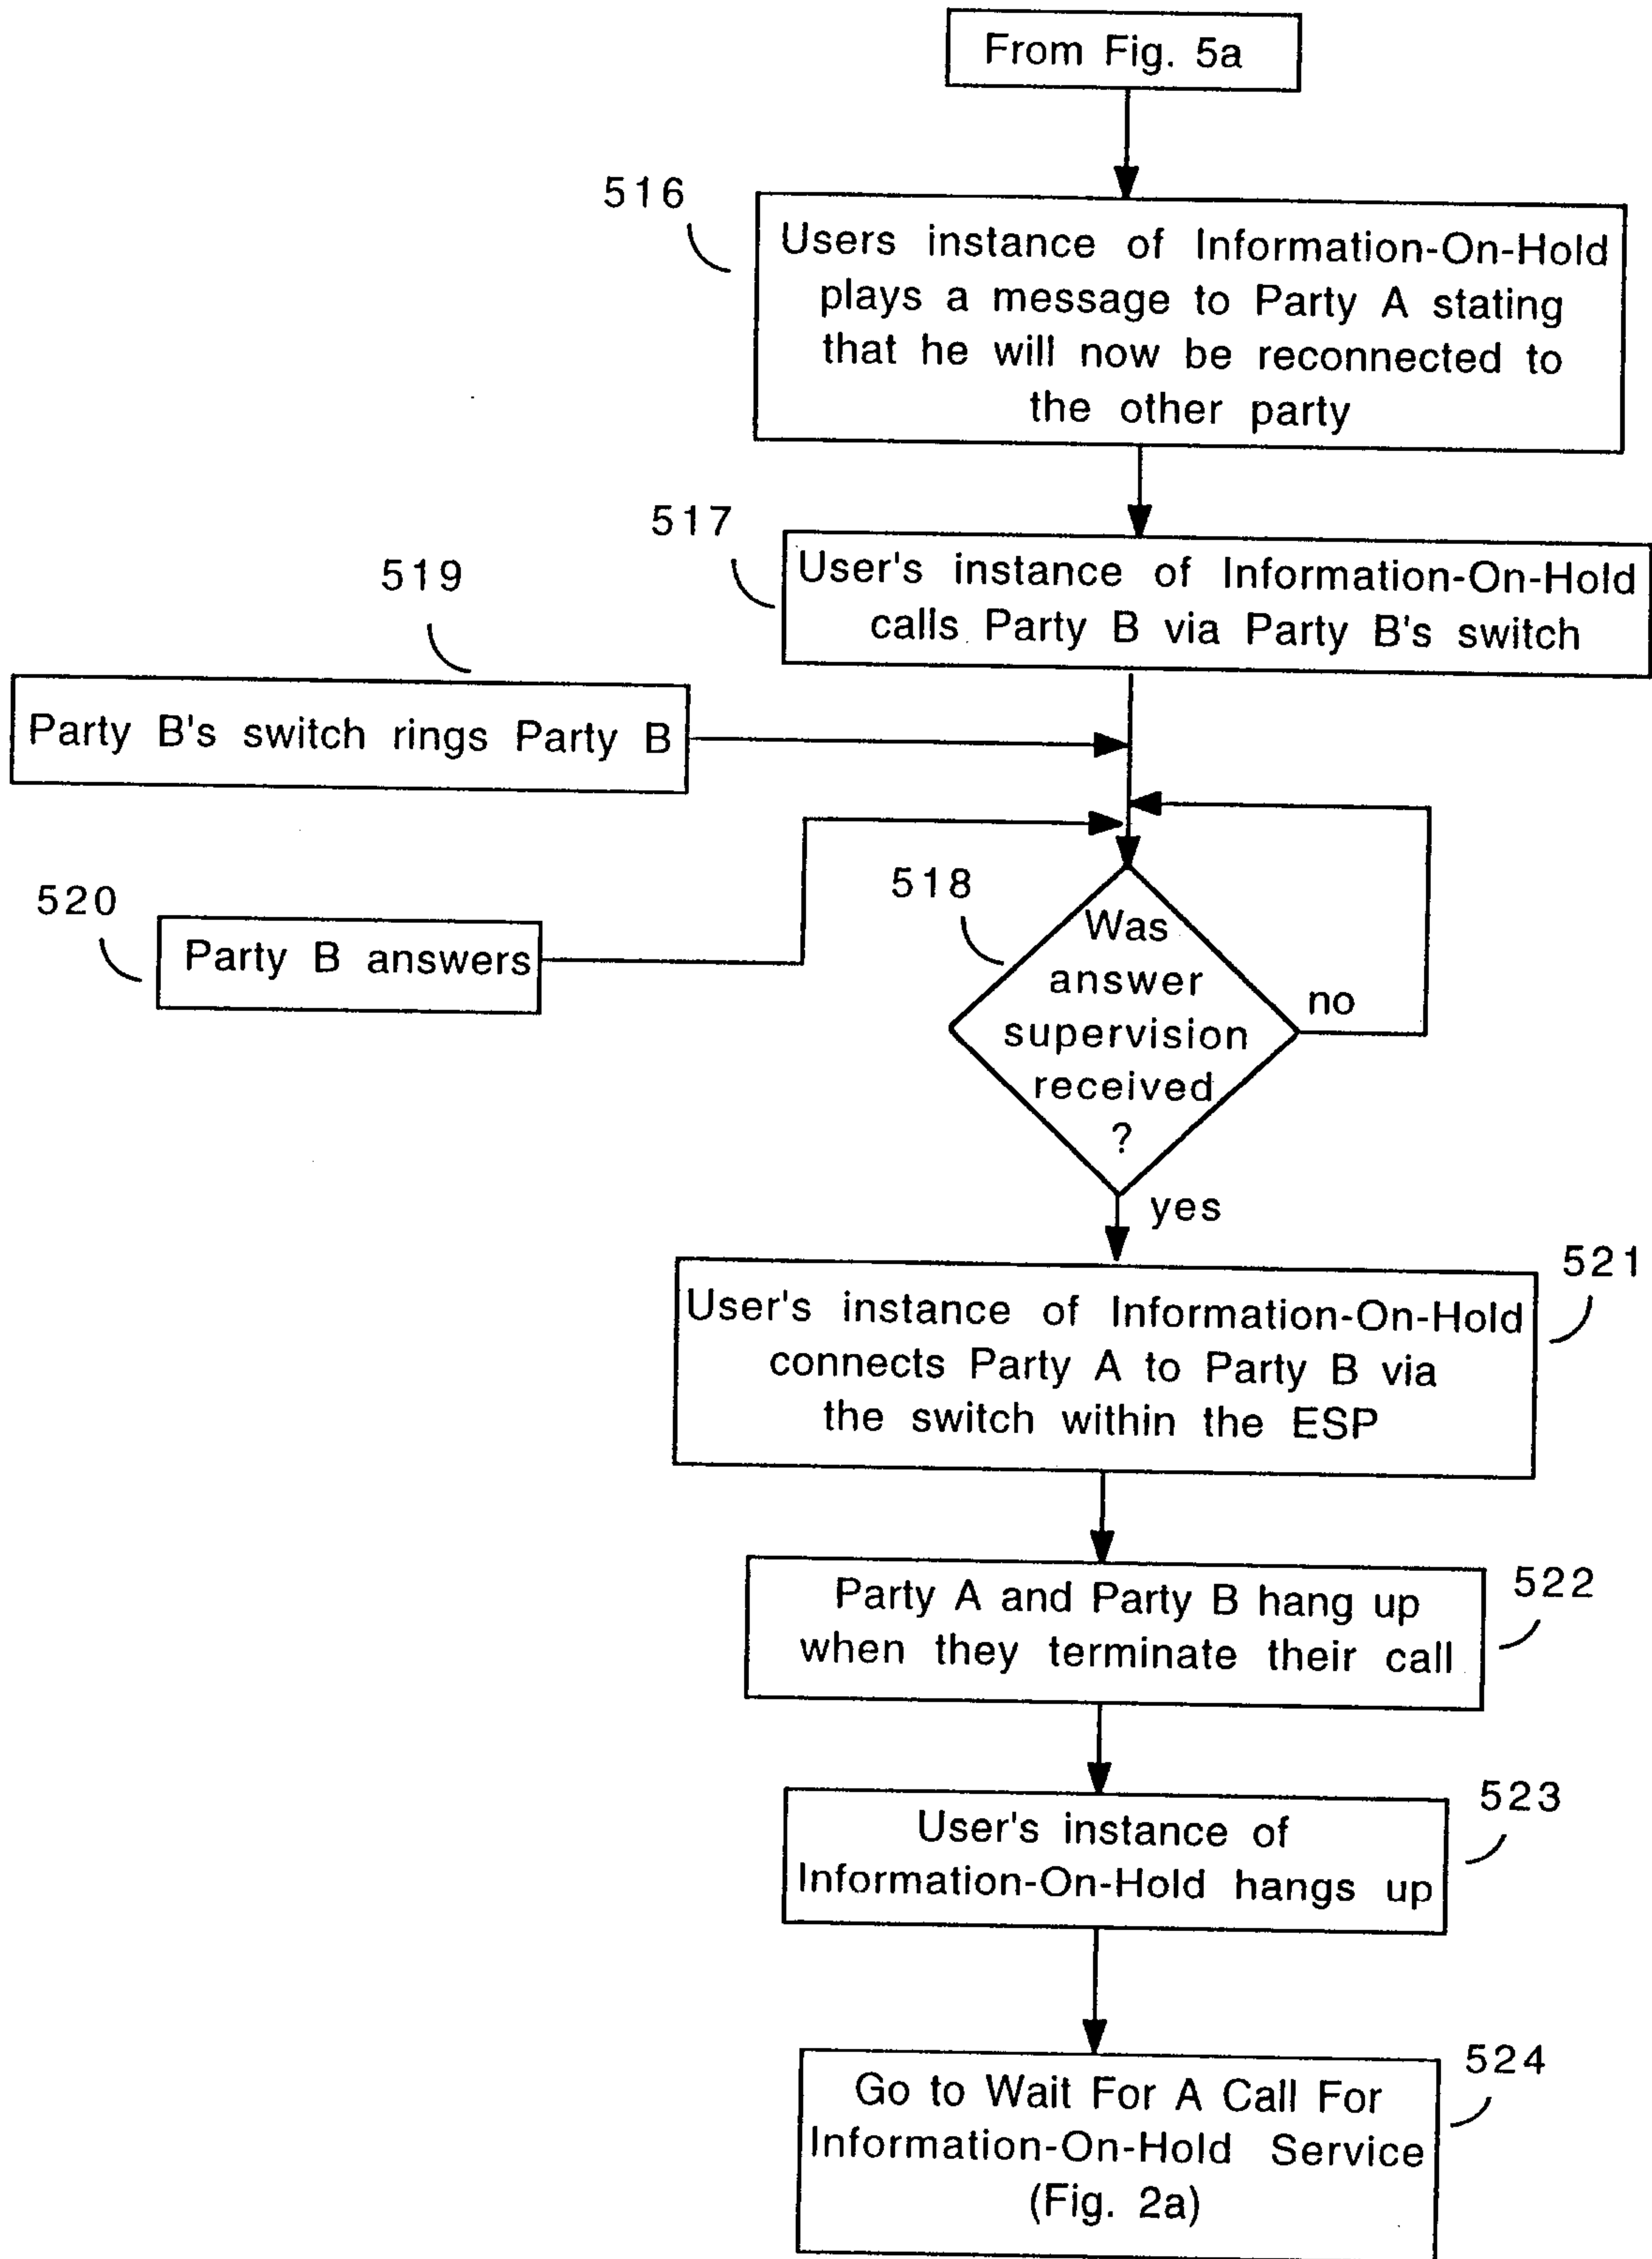 From Fig. 5a
516
Users instance of Information-On-Hold
plays a message to Party A stating
that he will now be reconnected to
the other party
517
User's instance of Information-On-Hold
calls Party B via Party B's switch
519
Party B's switch rings Party B
520
Party B answers
518
Was
answer
supervision
received
?
no
yes
521
User's instance of Information-On-Hold
connects Party A to Party B via
the switch within the ESP
522
Party A and Party B hang up
when they terminate their call
523
User's instance of
Information-On-Hold hangs up
524
Go to Wait For A Call For
Information-On-Hold Service
(Fig. 2a)